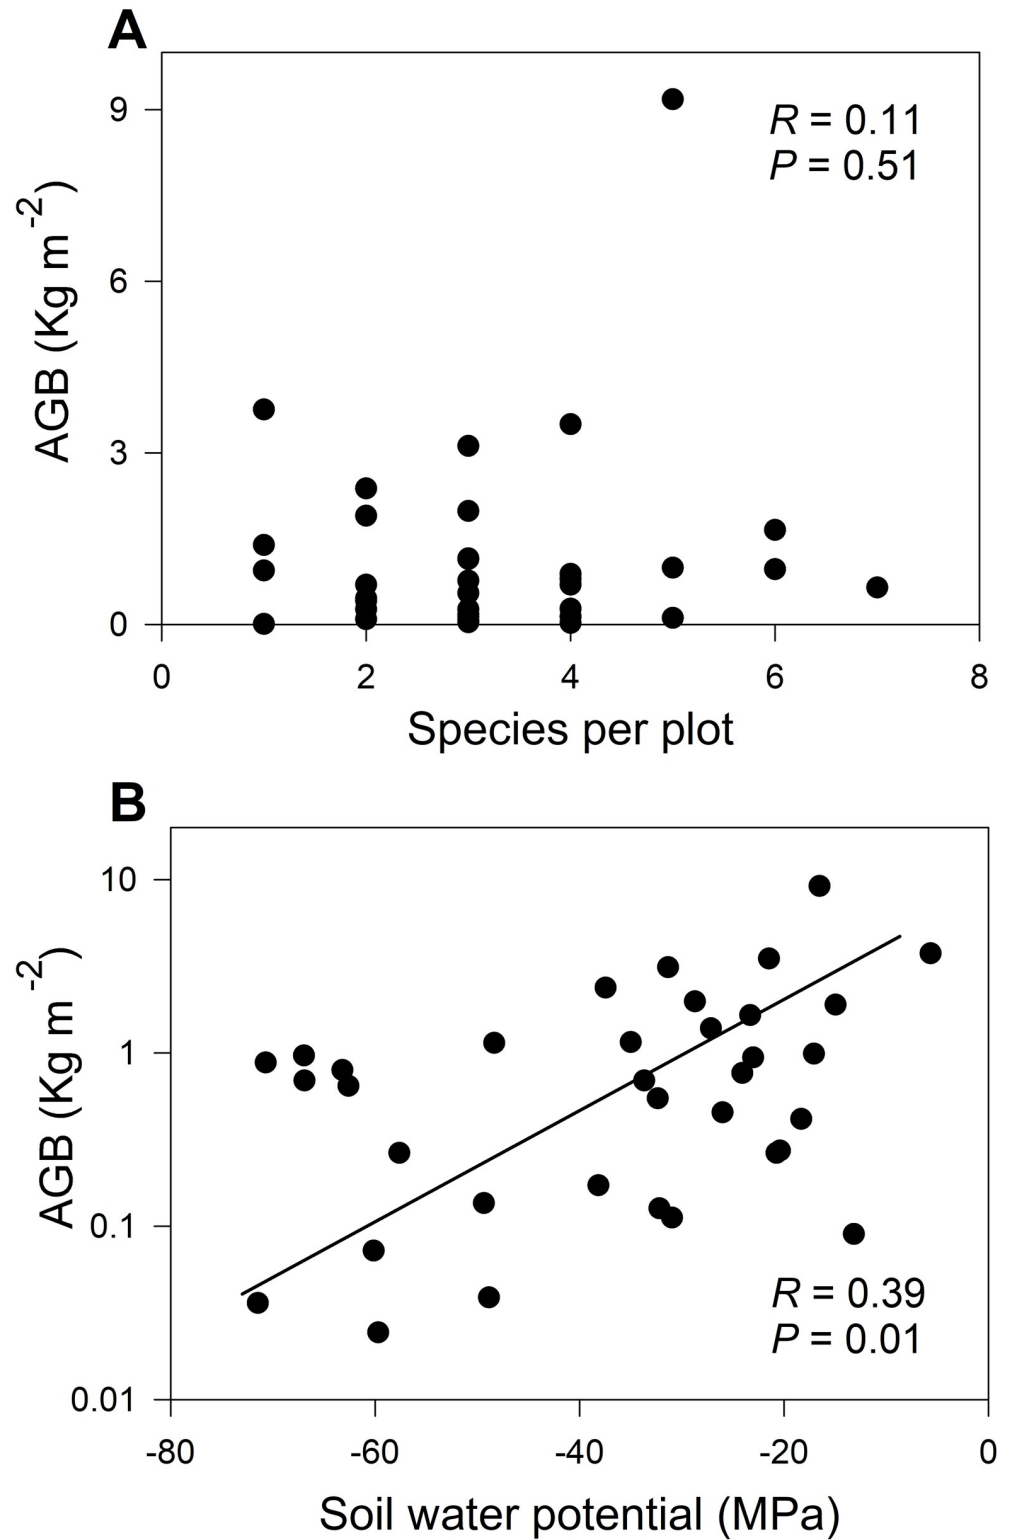 A
R = 0.11
P = 0.51
AGB (Kg m-2)
9
6
3
0
0 2 4 6 8
Species per plot
B
AGB (Kg m-2)
10
1
0.1
0.01
R = 0.39
P = 0.01
-80 -60 -40 -20 0
Soil water potential (MPa)